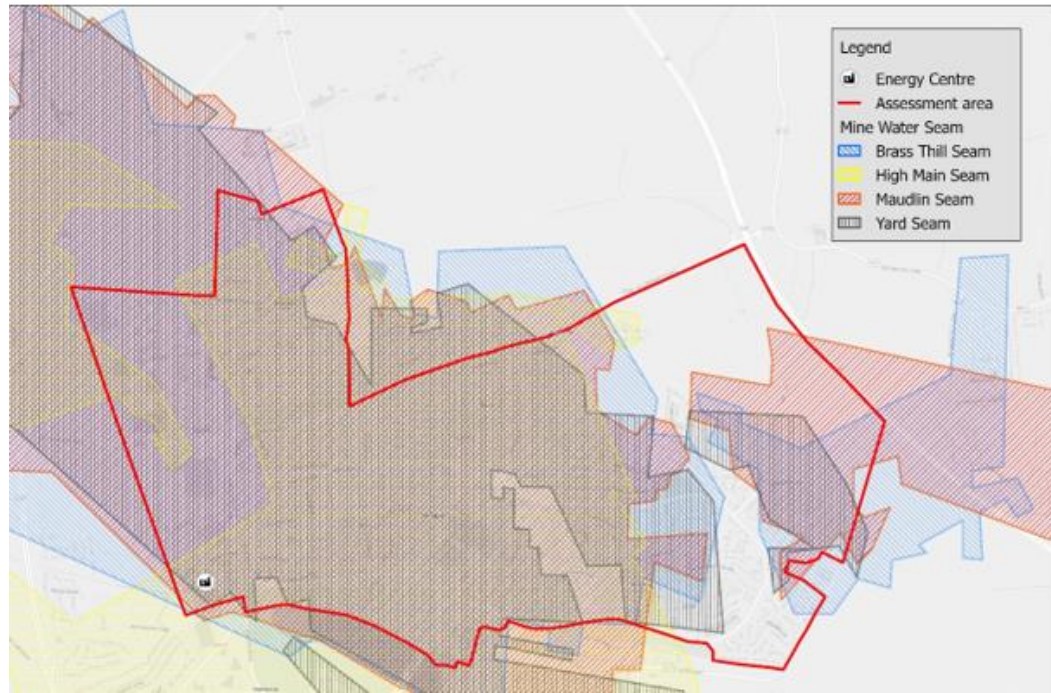 Legend
Energy Centre
Assessment area
Mine Water Seam
Brass Thill Seam
High Main Seam
Maudlin Seam
Yard Seam